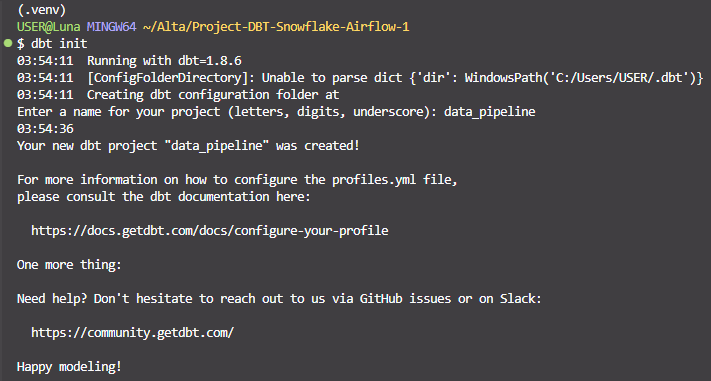 (.venv)
USER@Luna MINGW64 ~/Alta/Project-DBT-Snowflake-Airflow-1
$ dbt init
03:54:11  Running with dbt=1.8.6
03:54:11  [ConfigFolderDirectory]: Unable to parse dict {'dir': WindowsPath('C:/Users/USER/.dbt')}
03:54:11  Creating dbt configuration folder at
Enter a name for your project (letters, digits, underscore): data_pipeline
03:54:36
Your new dbt project "data_pipeline" was created!

For more information on how to configure the profiles.yml file,
please consult the dbt documentation here:

  https://docs.getdbt.com/docs/configure-your-profile

One more thing:

Need help? Don't hesitate to reach out to us via GitHub issues or on Slack:

  https://community.getdbt.com/

Happy modeling!